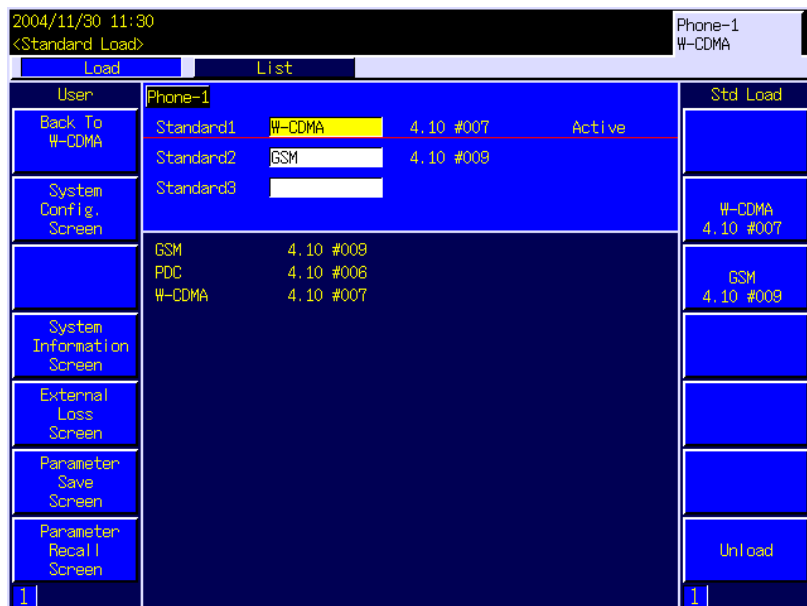 2004/11/30 11:30
<Standard Load>
Phone-1
W-CDMA
Load
List
User
Back To
W-CDMA
System
Config.
Screen
System
Information
Screen
External
Loss
Screen
Parameter
Save
Screen
Parameter
Recall
Screen
1
Phone-1
Standard1 W-CDMA 4.10 #007 Active
Standard2 GSM 4.10 #009
Standard3
GSM 4.10 #009
PDC 4.10 #006
W-CDMA 4.10 #007
Std Load
W-CDMA
4.10 #007
GSM
4.10 #009
Unload
1